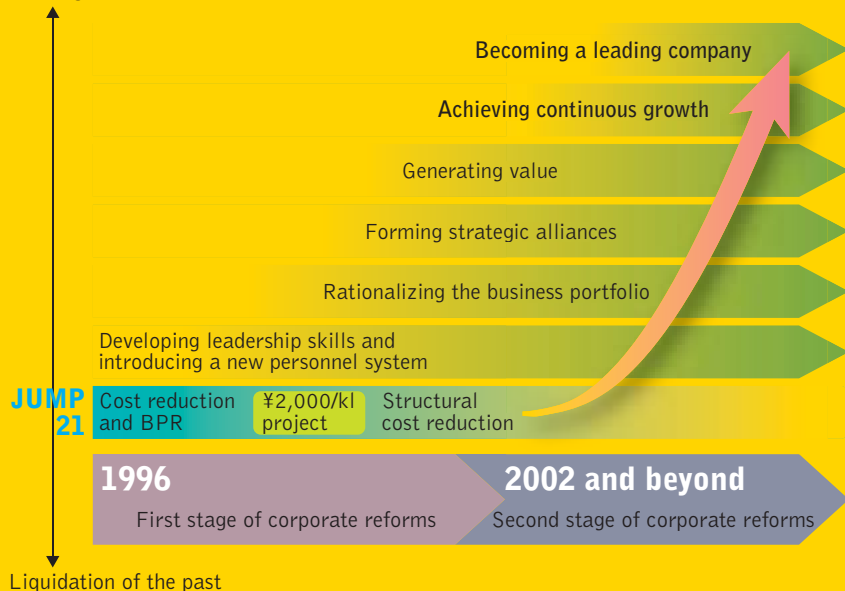 Becoming a leading company
Achieving continuous growth
Generating value
Forming strategic alliances
Rationalizing the business portfolio
Developing leadership skills and
introducing a new personnel system
JUMP
21
Cost reduction
and BPR
¥2,000/kl
project
Structural
cost reduction
1996
First stage of corporate reforms
2002 and beyond
Second stage of corporate reforms
Liquidation of the past